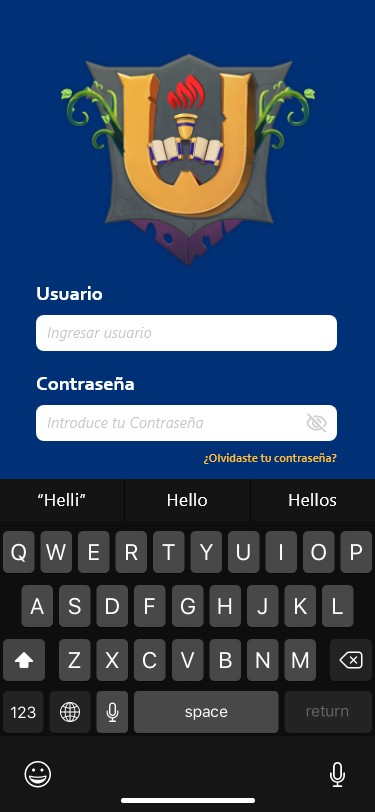 Usuario
Ingresar usuario
Contraseña
Introduce tu Contraseña
¿Olvidaste tu contraseña?
“Helli” Hello Hellos
Q W E R T Y U I O P
A S D F G H J K L
Z X C V B N M
123 space return